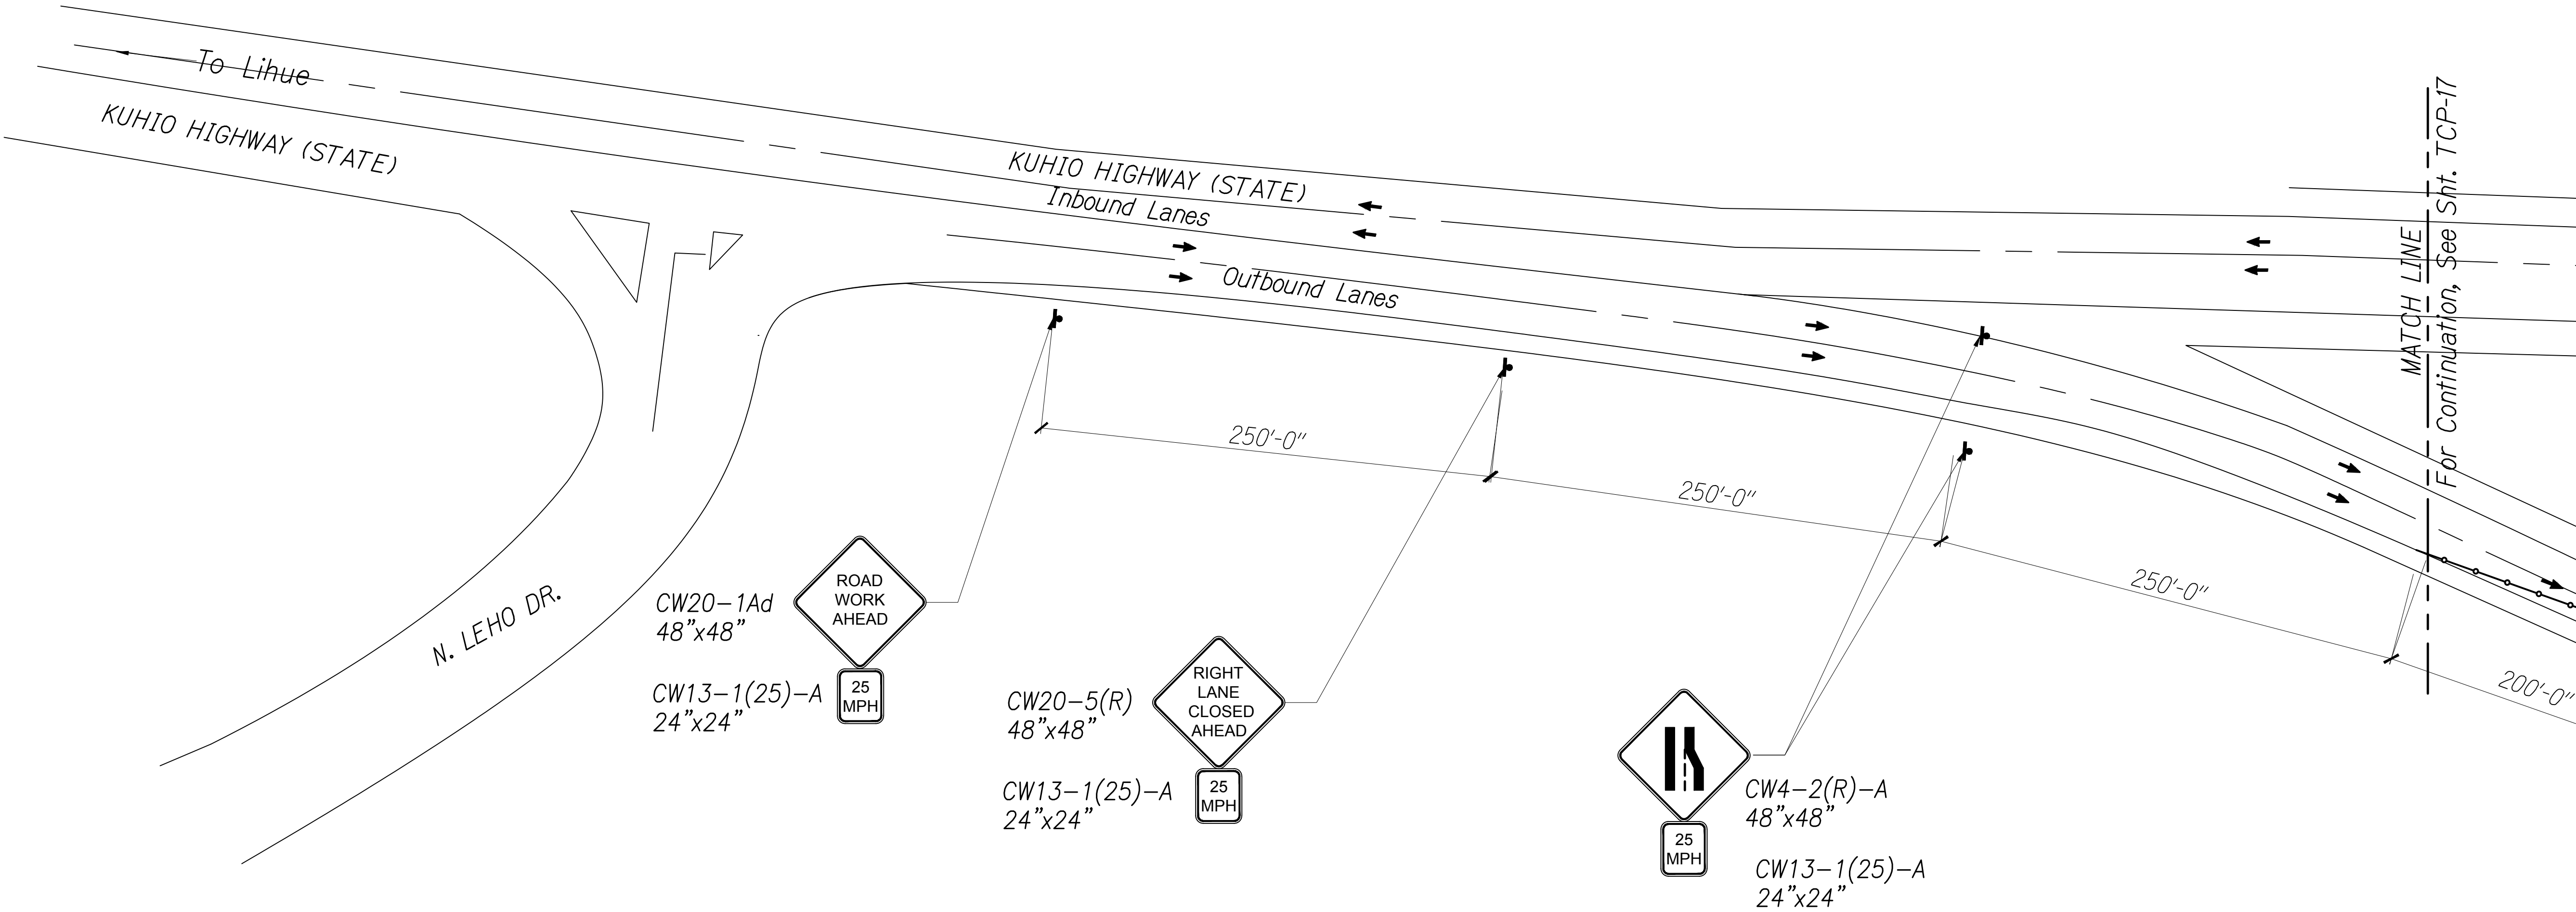 To Lihue
KUHIO HIGHWAY (STATE)
KUHIO HIGHWAY (STATE)
Inbound Lanes
Outbound Lanes
MATCH LINE
For Continuation, See Sht. TCP-17
250'-0"
250'-0"
250'-0"
200'-0"
N. LEHO DR.
CW20-1Ad
48"x48"
CW13-1(25)-A
24"x24"
ROAD
WORK
AHEAD
25
MPH
CW20-5(R)
48"x48"
CW13-1(25)-A
24"x24"
RIGHT
LANE
CLOSED
AHEAD
25
MPH
25
MPH
CW4-2(R)-A
48"x48"
CW13-1(25)-A
24"x24"